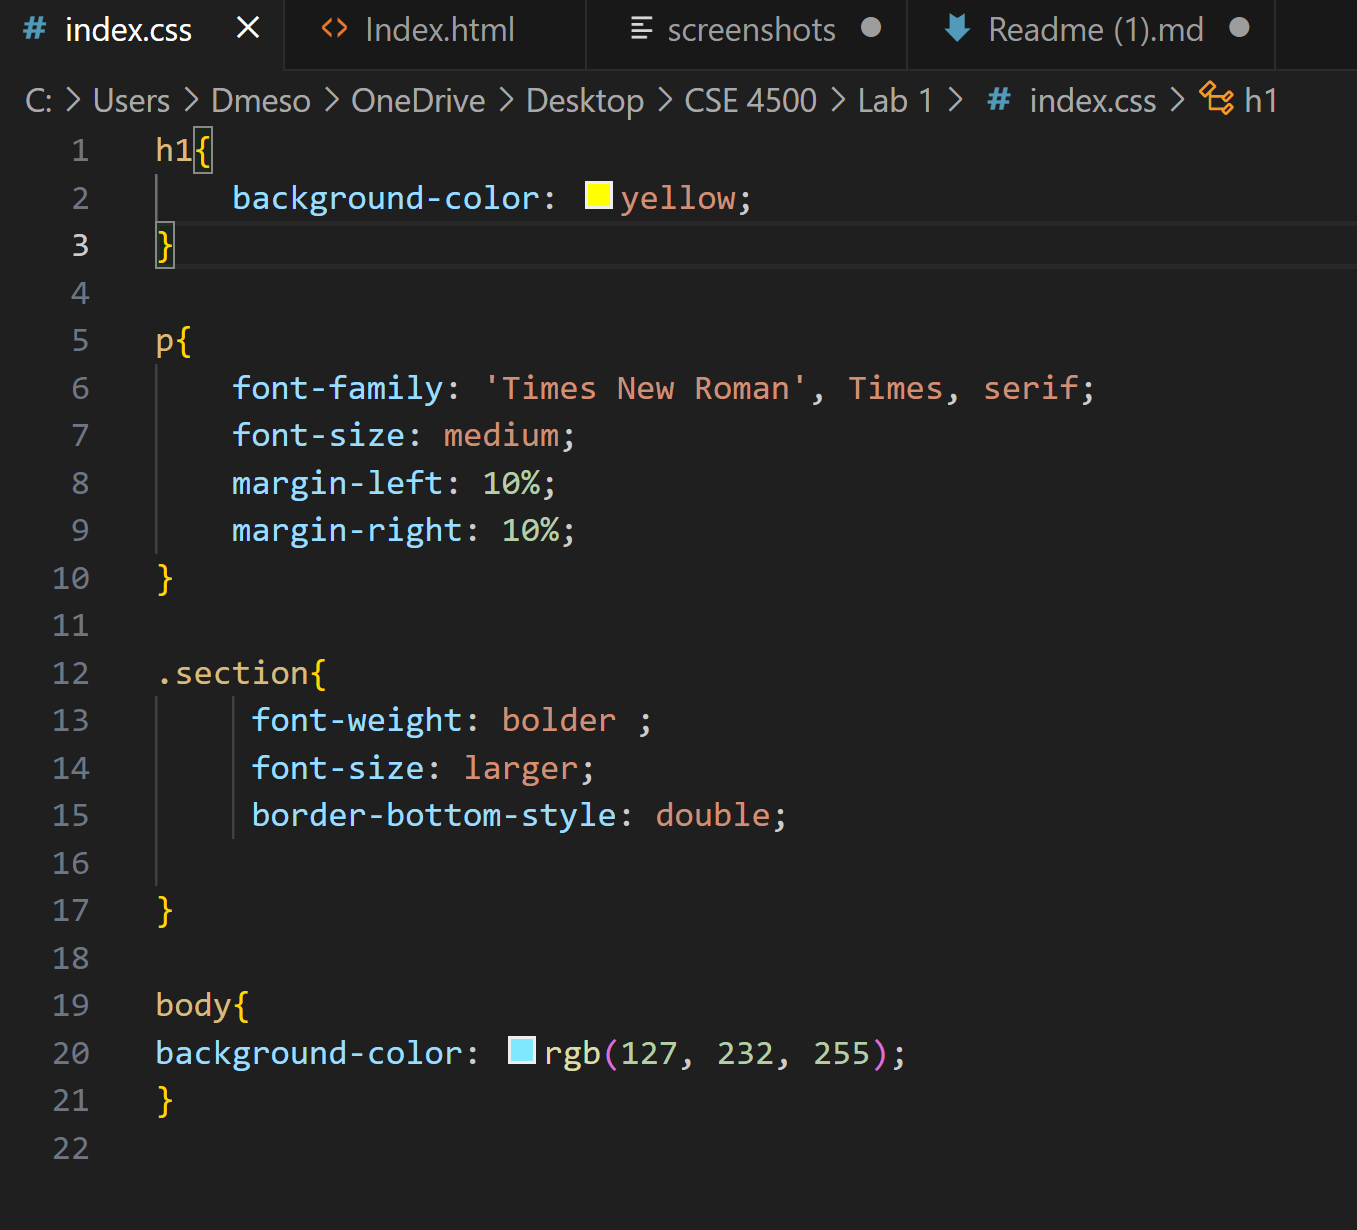 # index.css × <> Index.html screenshots ● Readme (1).md ●
C: > Users > Dmeso > OneDrive > Desktop > CSE 4500 > Lab 1 > # index.css > h1
1 h1{
2     background-color: yellow;
3 }
4
5 p{
6     font-family: 'Times New Roman', Times, serif;
7     font-size: medium;
8     margin-left: 10%;
9     margin-right: 10%;
10 }
11
12 .section{
13      font-weight: bolder ;
14      font-size: larger;
15      border-bottom-style: double;
16
17 }
18
19 body{
20 background-color: rgb(127, 232, 255);
21 }
22